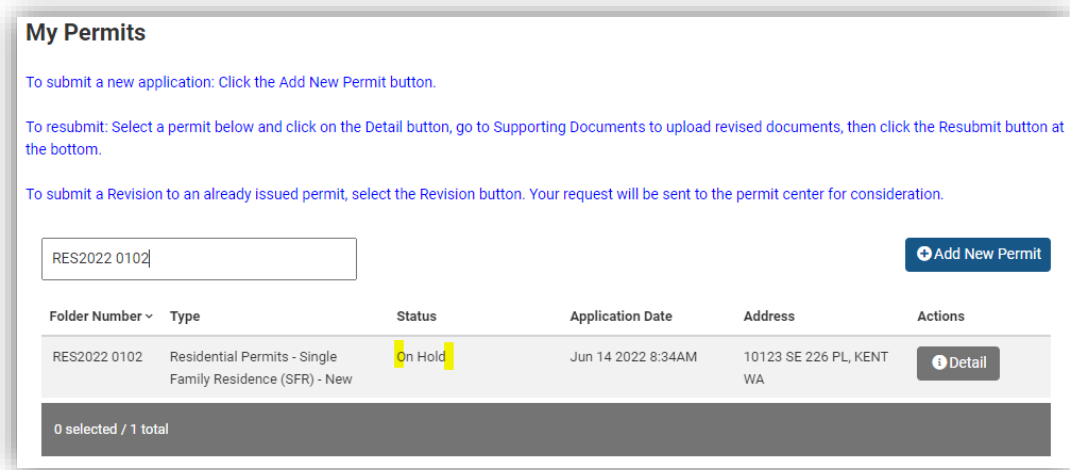 My Permits
To submit a new application: Click the Add New Permit button.
To resubmit: Select a permit below and click on the Detail button, go to Supporting Documents to upload revised documents, then click the Resubmit button at
the bottom.
To submit a Revision to an already issued permit, select the Revision button. Your request will be sent to the permit center for consideration.
RES2022 0102
Add New Permit
Folder Number Type Status Application Date Address Actions
RES2022 0102 Residential Permits - Single On Hold Jun 14 2022 8:34AM 10123 SE 226 PL, KENT Detail
Family Residence (SFR) - New WA
0 selected / 1 total